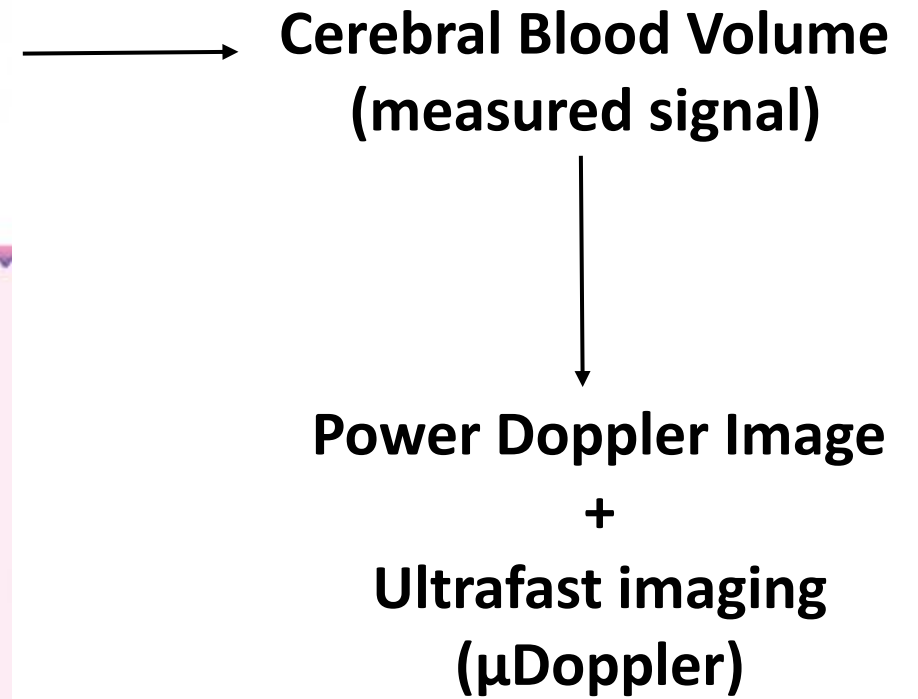 Cerebral Blood Volume
(measured signal)
Power Doppler Image
+
Ultrafast imaging
(µDoppler)